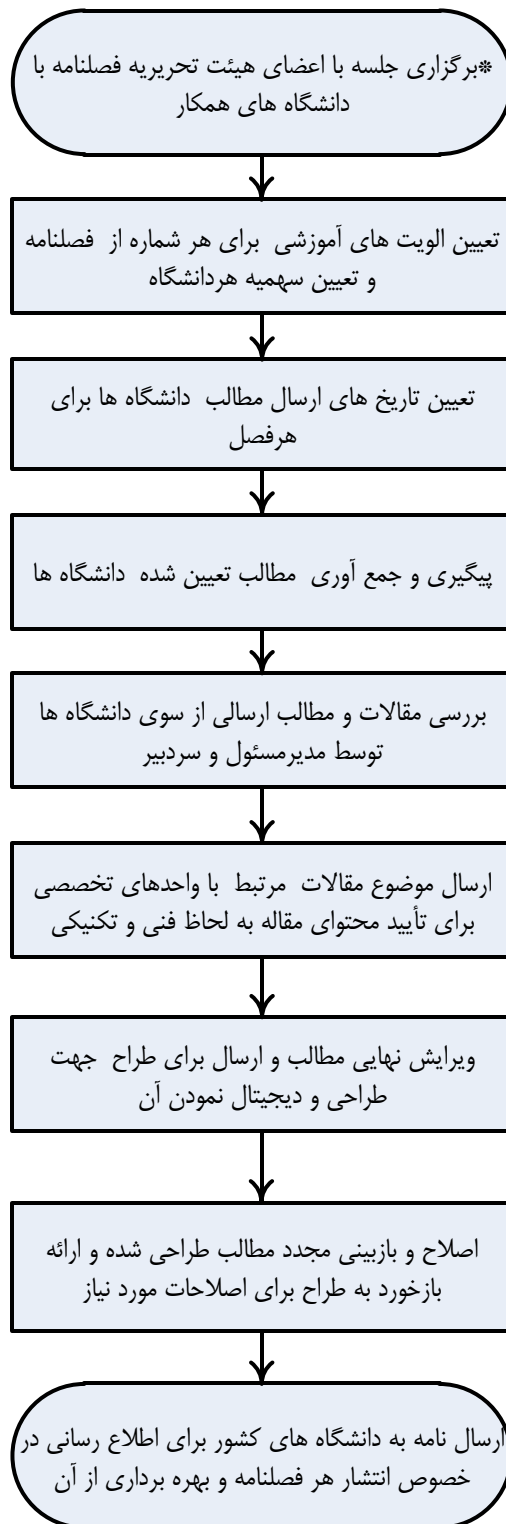 *برگزاری جلسه با اعضای هیئت تحریریه فصلنامه با
دانشگاه های همکار
تعیین الویت های آموزشی برای هر شماره از فصلنامه
و تعیین سهمیه هردانشگاه
تعیین تاریخ های ارسال مطالب دانشگاه ها برای
هرفصل
پیگیری و جمع آوری مطالب تعیین شده دانشگاه ها
بررسی مقالات و مطالب ارسالی از سوی دانشگاه ها
توسط مدیرمسئول و سردبیر
ارسال موضوع مقالات مرتبط با واحدهای تخصصی
برای تأیید محتوای مقاله به لحاظ فنی و تکنیکی
ویرایش نهایی مطالب و ارسال برای طراح جهت
طراحی و دیجیتال نمودن آن
اصلاح و بازبینی مجدد مطالب طراحی شده و ارائه
بازخورد به طراح برای اصلاحات مورد نیاز
ارسال نامه به دانشگاه های کشور برای اطلاع رسانی در
خصوص انتشار هر فصلنامه و بهره برداری از آن